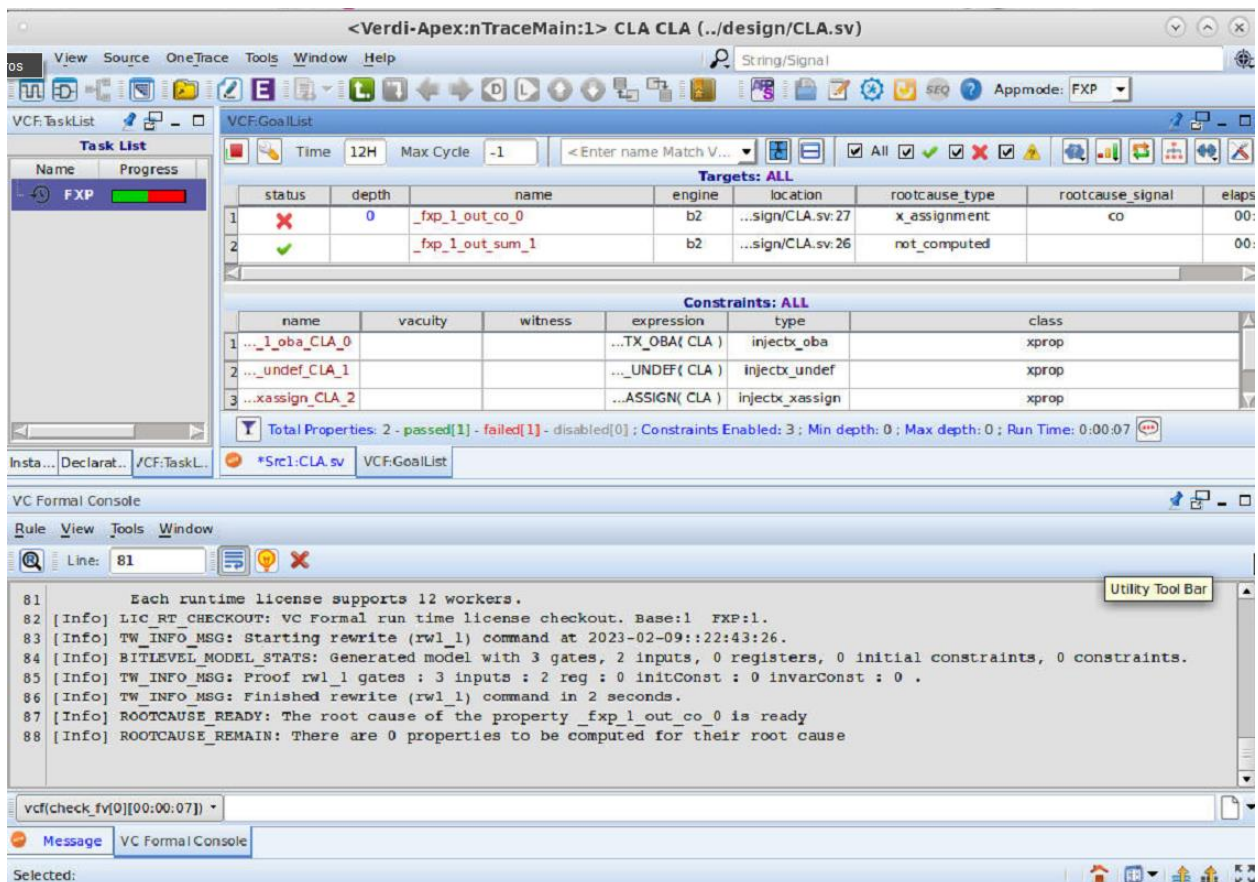 <Verdi-Apex:nTraceMain:1> CLA CLA (../design/CLA.sv)
ros View Source OneTrace Tools Window Help String/Signal
Appmode: FXP
VCF:TaskList
Task List
Name Progress
FXP
VCF:GoalList
Time 12H Max Cycle -1 <Enter name Match V... All
Targets: ALL
status depth name engine location rootcause_type rootcause_signal elaps
1 0 _fxp_1_out_co_0 b2 ...sign/CLA.sv:27 x_assignment co 00:
2 _fxp_1_out_sum_1 b2 ...sign/CLA.sv:26 not_computed 00:
Constraints: ALL
name vacuity witness expression type class
1 ..._1_oba_CLA_0 ...TX_OBA( CLA ) injectx_oba xprop
2 ..._undef_CLA_1 ..._UNDEF( CLA ) injectx_undef xprop
3 ...xassign_CLA_2 ...ASSIGN( CLA ) injectx_xassign xprop
Total Properties: 2 - passed[1] - failed[1] - disabled[0] ; Constraints Enabled: 3 ; Min depth: 0 ; Max depth: 0 ; Run Time: 0:00:07
Insta... Declarat.. /CF:TaskL.. *Src1:CLA.sv VCF:GoalList
VC Formal Console
Rule View Tools Window
Line: 81
Utility Tool Bar
81 Each runtime license supports 12 workers.
82 [Info] LIC_RT_CHECKOUT: VC Formal run time license checkout. Base:1 FXP:1.
83 [Info] TW_INFO_MSG: Starting rewrite (rw1_1) command at 2023-02-09::22:43:26.
84 [Info] BITLEVEL_MODEL_STATS: Generated model with 3 gates, 2 inputs, 0 registers, 0 initial constraints, 0 constraints.
85 [Info] TW_INFO_MSG: Proof rw1_1 gates : 3 inputs : 2 reg : 0 initConst : 0 invarConst : 0 .
86 [Info] TW_INFO_MSG: Finished rewrite (rw1_1) command in 2 seconds.
87 [Info] ROOTCAUSE_READY: The root cause of the property _fxp_1_out_co_0 is ready
88 [Info] ROOTCAUSE_REMAIN: There are 0 properties to be computed for their root cause
vcf(check_fv[0][00:00:07])
Message VC Formal Console
Selected: